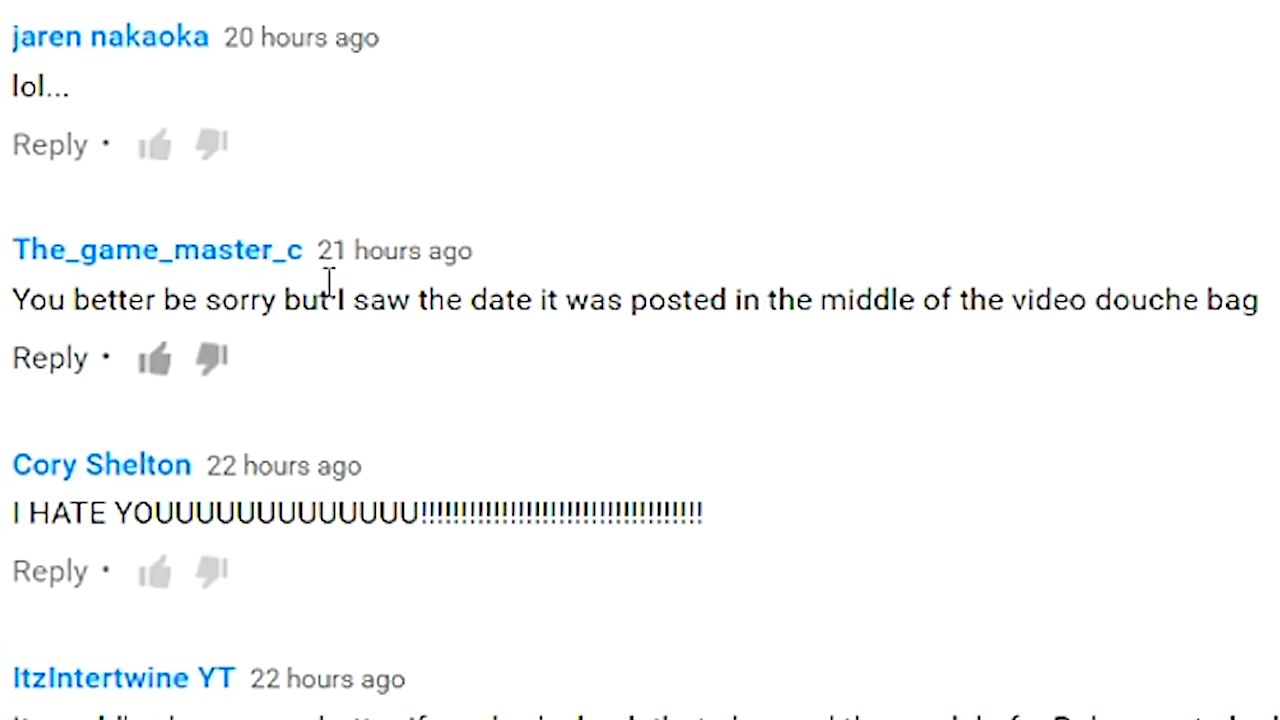 jaren nakaoka 20 hours ago
lol...
Reply •
The_game_master_c 21 hours ago
You better be sorry but I saw the date it was posted in the middle of the video douche bag
Reply •
Cory Shelton 22 hours ago
I HATE YOUUUUUUUUUUUUU!!!!!!!!!!!!!!!!!!!!!!!!!!!!!!!!!!!
Reply •
ItzIntertwine YT 22 hours ago